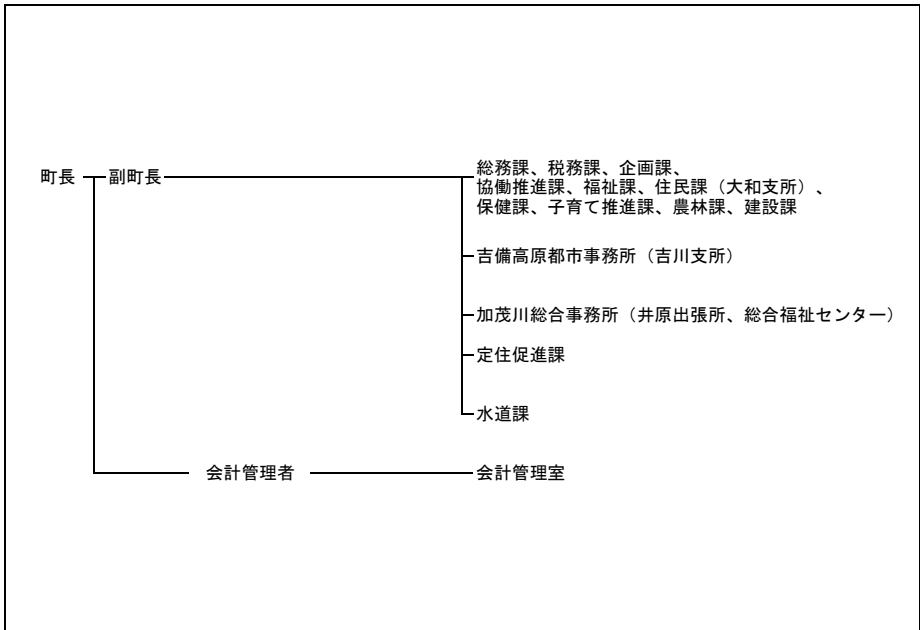 町長
副町長
総務課、税務課、企画課、
協働推進課、福祉課、住民課（大和支所）、
保健課、子育て推進課、農林課、建設課
吉備高原都市事務所（吉川支所）
加茂川総合事務所（井原出張所、総合福祉センター）
定住促進課
水道課
会計管理者
会計管理室